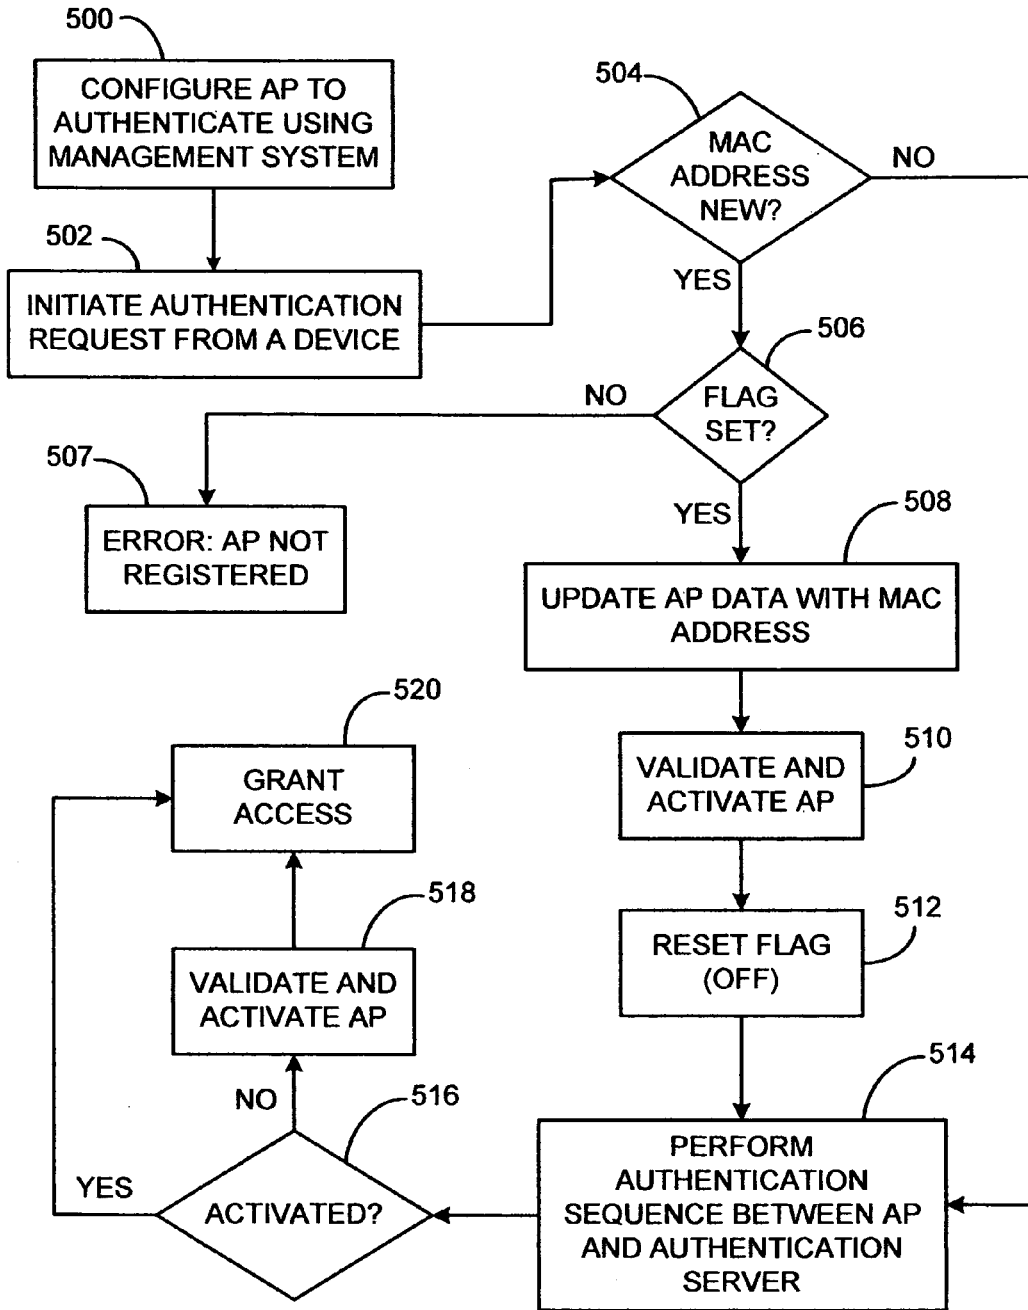 500
CONFIGURE AP TO
AUTHENTICATE USING
MANAGEMENT SYSTEM
502
INITIATE AUTHENTICATION
REQUEST FROM A DEVICE
504
MAC
ADDRESS
NEW?
NO
YES
506
FLAG
SET?
NO
507
ERROR: AP NOT
REGISTERED
YES
508
UPDATE AP DATA WITH MAC
ADDRESS
510
VALIDATE AND
ACTIVATE AP
512
RESET FLAG
(OFF)
514
PERFORM
AUTHENTICATION
SEQUENCE BETWEEN AP
AND AUTHENTICATION
SERVER
516
ACTIVATED?
NO
YES
518
VALIDATE AND
ACTIVATE AP
520
GRANT
ACCESS